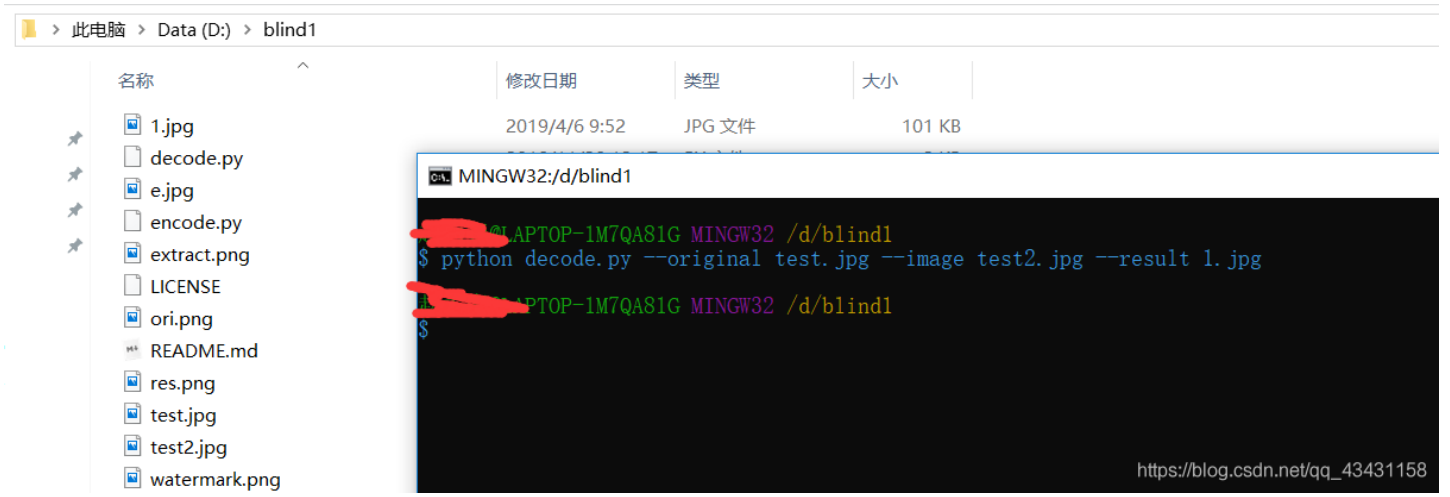 此电脑 > Data (D:) > blind1
名称 修改日期 类型 大小
1.jpg 2019/4/6 9:52 JPG 文件 101 KB
decode.py
e.jpg
encode.py
extract.png
LICENSE
ori.png
README.md
res.png
test.jpg
test2.jpg
watermark.png
MINGW32:/d/blind1
@LAPTOP-1M7QA81G MINGW32 /d/blind1
$ python decode.py --original test.jpg --image test2.jpg --result 1.jpg
LAPTOP-1M7QA81G MINGW32 /d/blind1
$
https://blog.csdn.net/qq_43431158